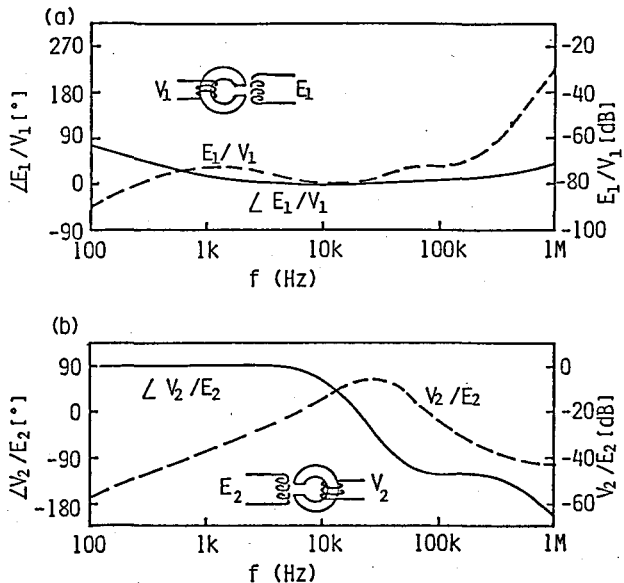 (a)
270
180
90
0
-90
∠E1/V1 [°]
V1
E1
E1/V1
∠ E1/V1
-20
-40
-60
-80
-100
E1/V1 [dB]
100 1k 10k 100k 1M
f (Hz)
(b)
90
0
-90
-180
∠V2/E2 [°]
∠ V2/E2
V2/E2
E2
V2
0
-20
-40
-60
V2/E2 [dB]
100 1k 10k 100k 1M
f (Hz)